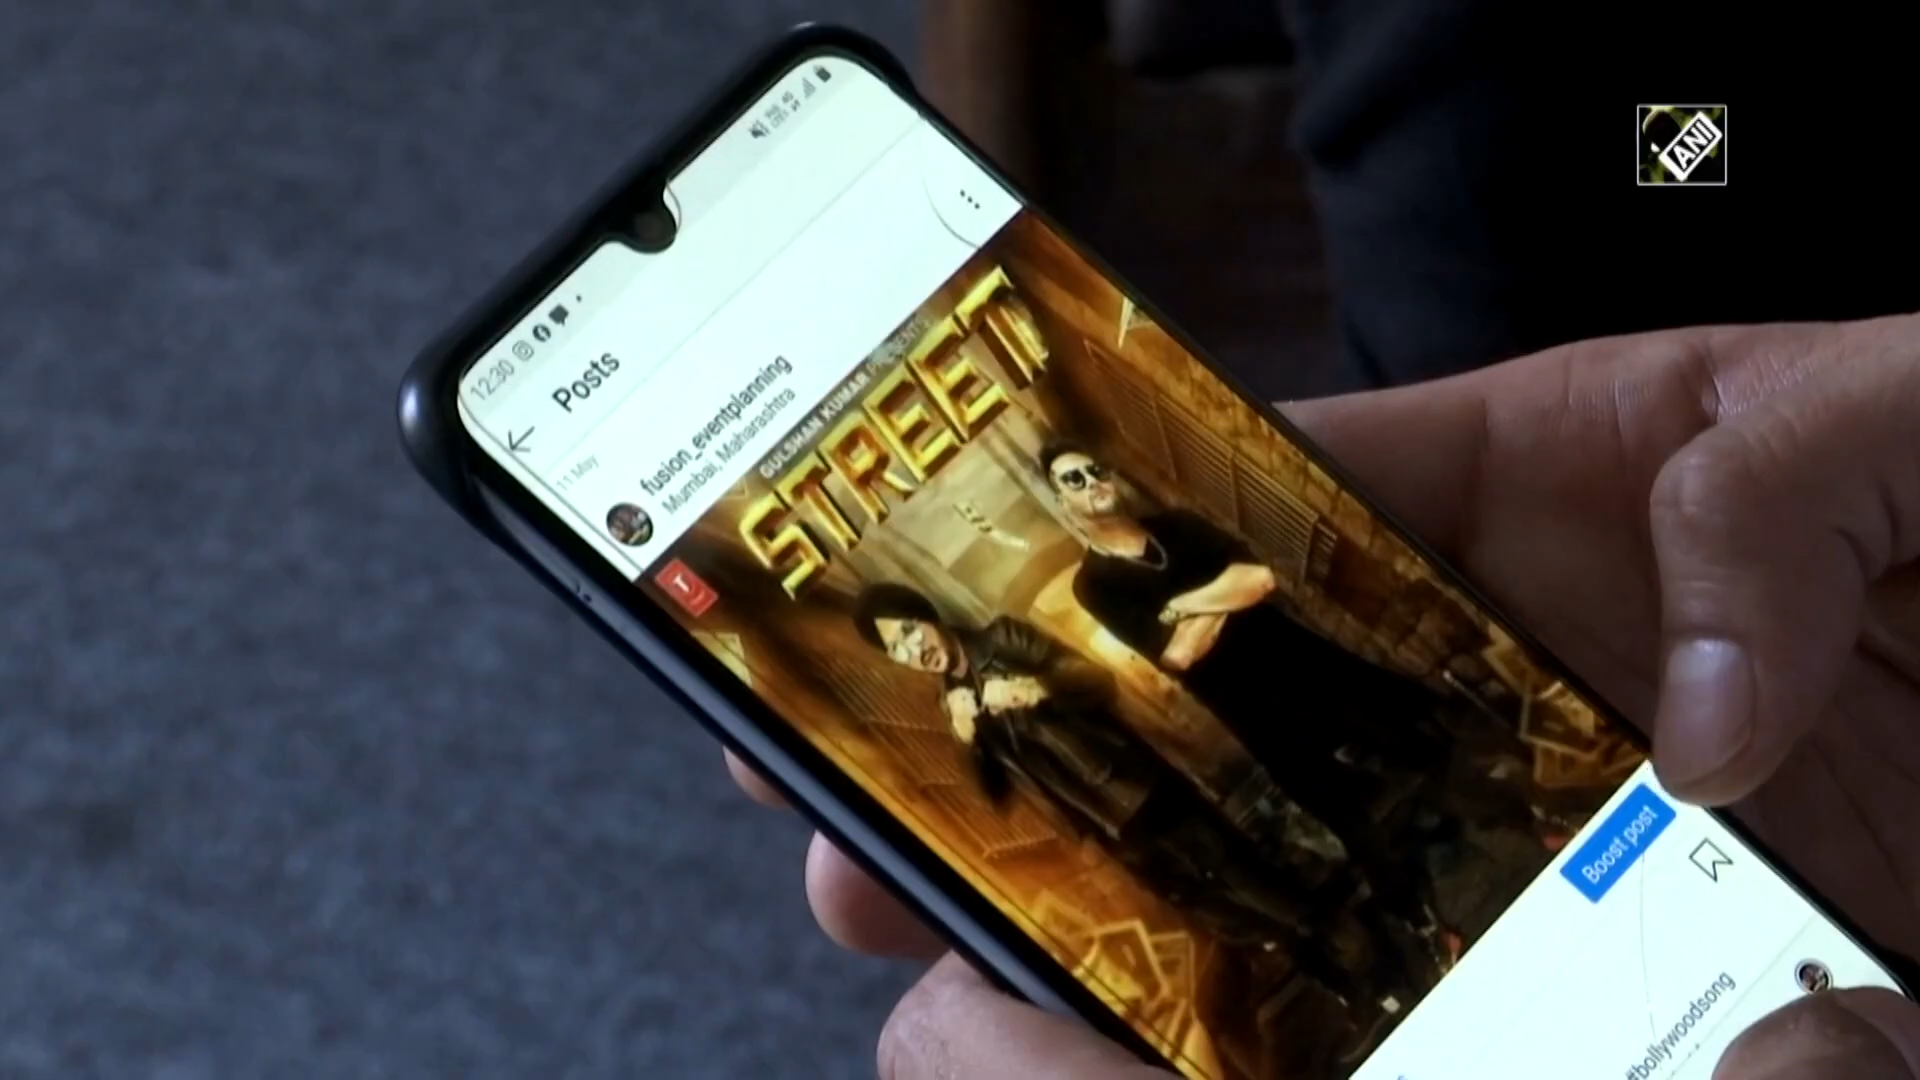 ANI
12:30
Posts
11 May
fusion_eventplanning
Mumbai, Maharashtra
GULSHAN KUMAR PRESENTS
STREET
T
Boost post
#bollywoodsong